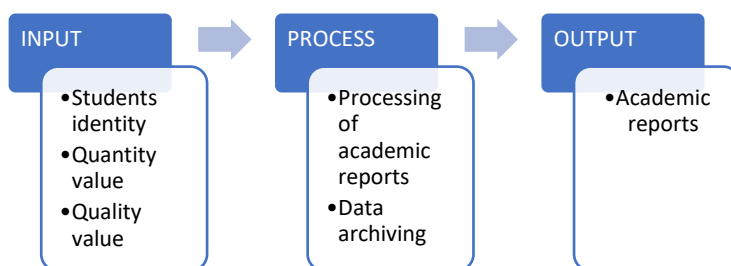 INPUT
•Students
identity
•Quantity
value
•Quality
value
PROCESS
•Processing
of
academic
reports
•Data
archiving
OUTPUT
•Academic
reports